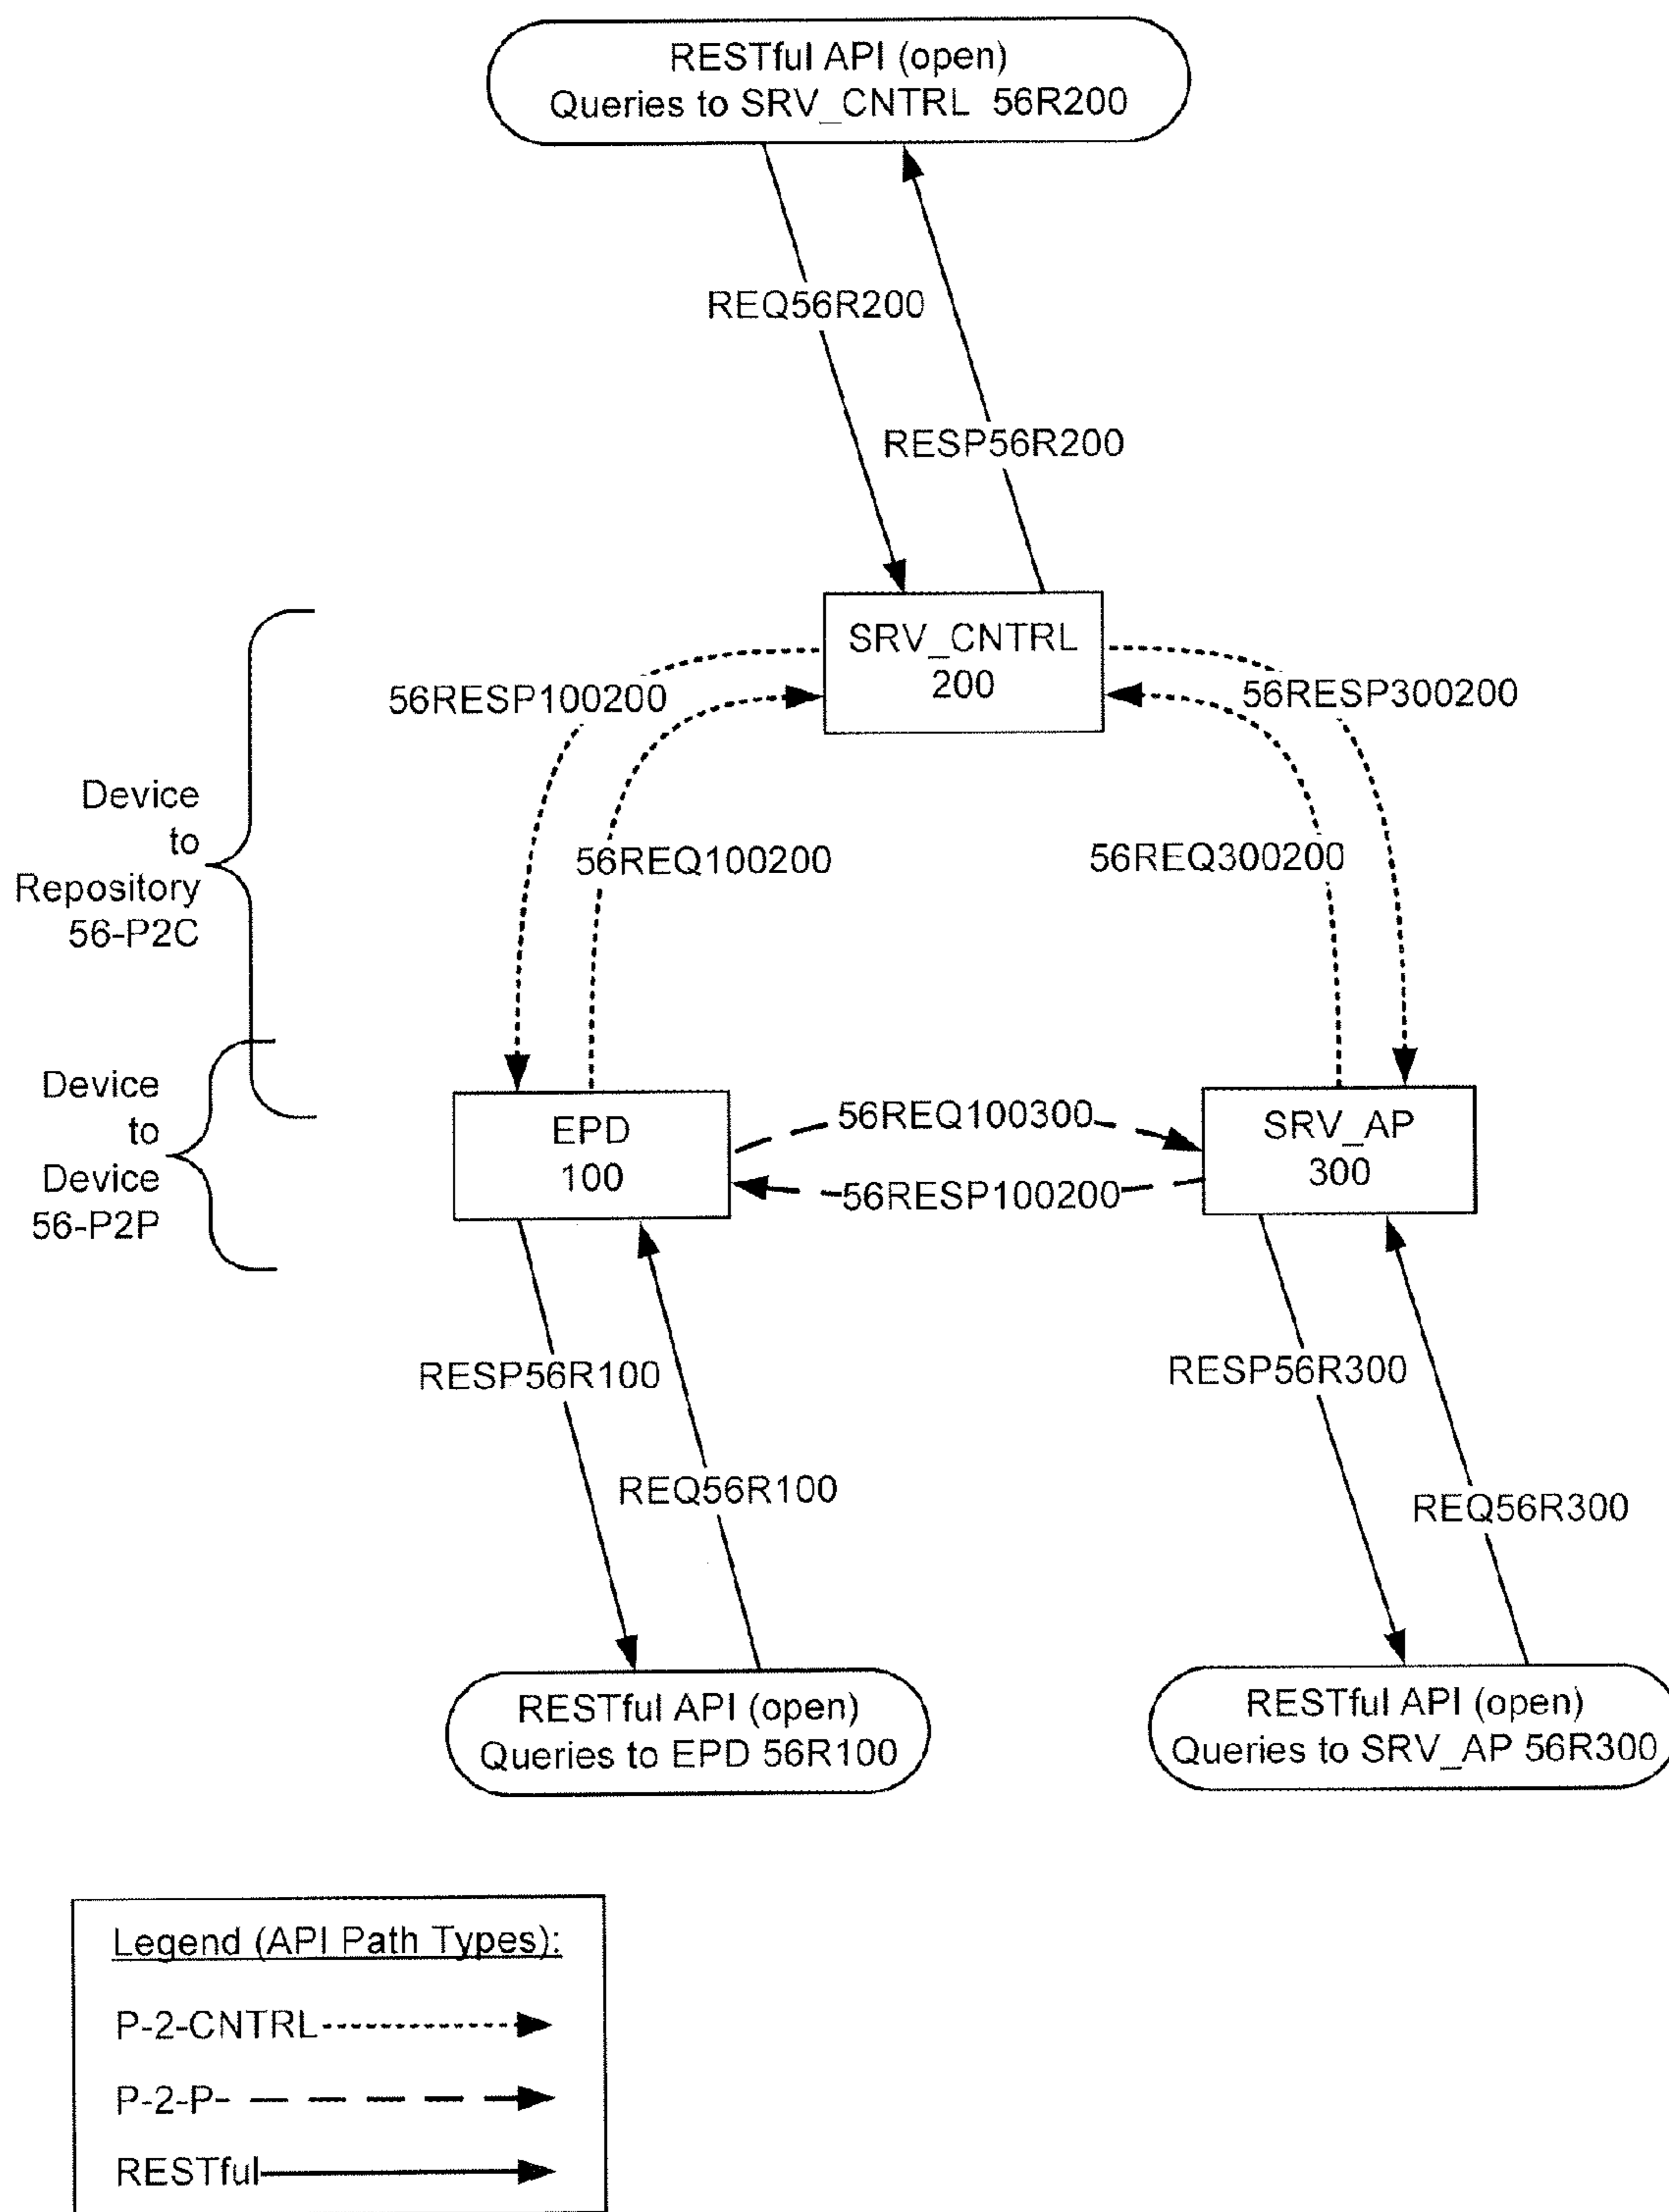 RESTful API (open)
Queries to SRV_CNTRL 56R200
REQ56R200
RESP56R200
SRV_CNTRL
200
56RESP100200
56RESP300200
Device
to
Repository
56-P2C
56REQ100200
56REQ300200
Device
to
Device
56-P2P
EPD
100
56REQ100300
56RESP100200
SRV_AP
300
RESP56R100
REQ56R100
RESP56R300
REQ56R300
RESTful API (open)
Queries to EPD 56R100
RESTful API (open)
Queries to SRV_AP 56R300
Legend (API Path Types):
P-2-CNTRL
P-2-P
RESTful